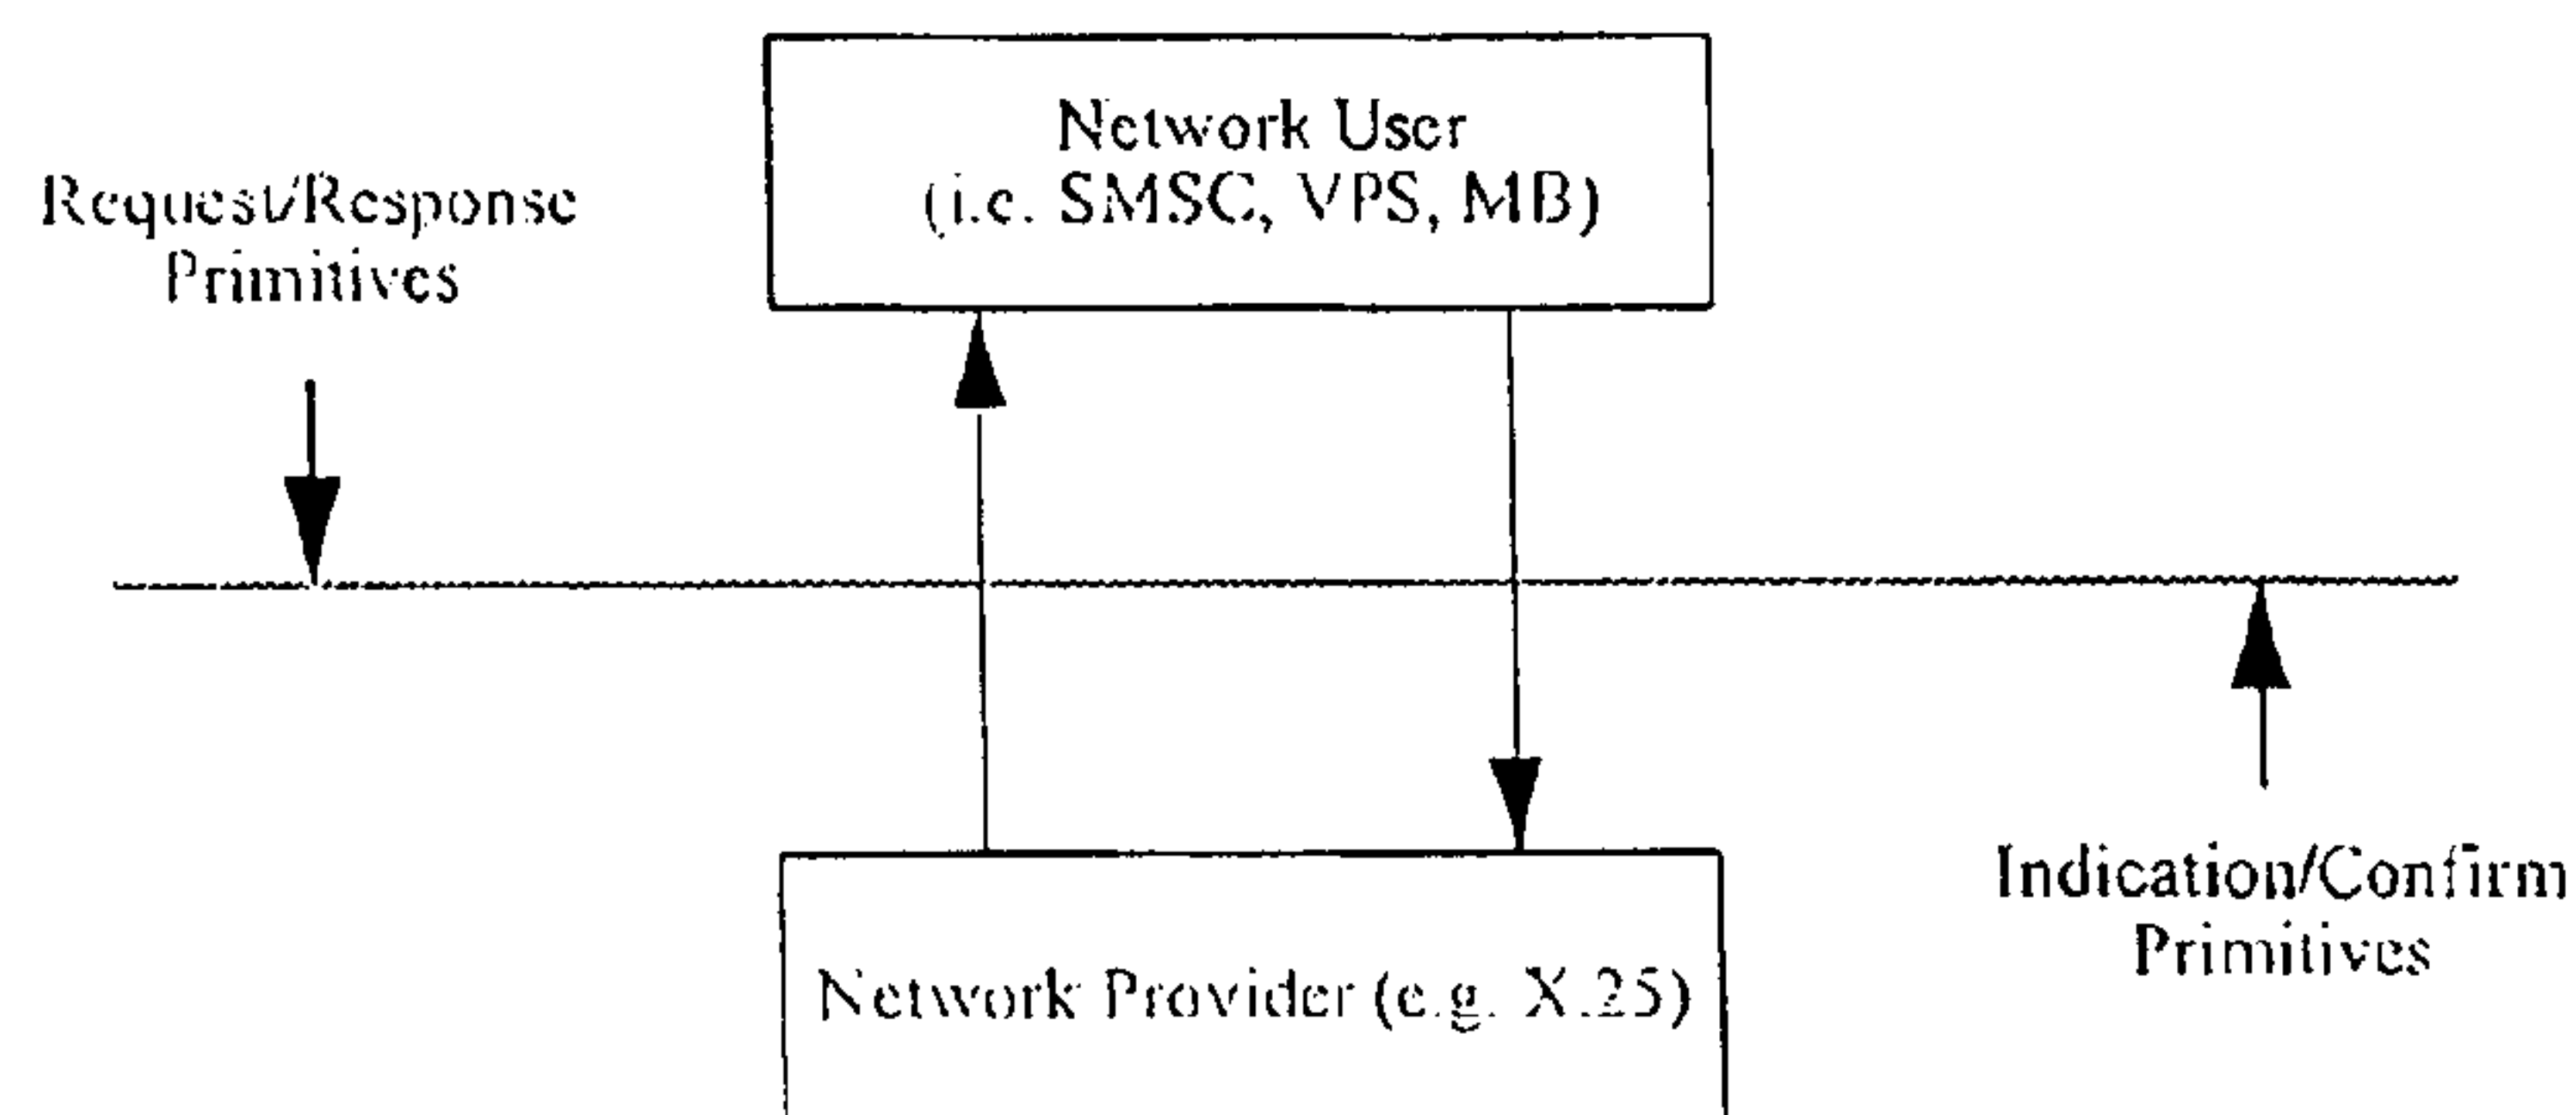 Network User
(i.e. SMSC, VPS, MB)
Request/Response
Primitives
Indication/Confirm
Primitives
Network Provider (e.g. X.25)